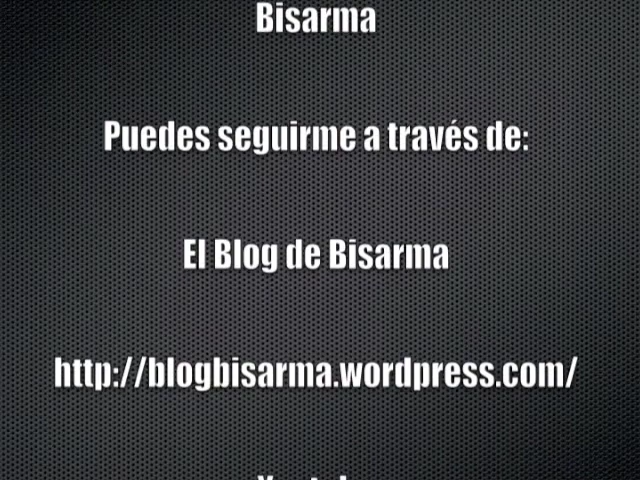 Bisarma
Puedes seguirme a través de:
El Blog de Bisarma
http://blogbisarma.wordpress.com/